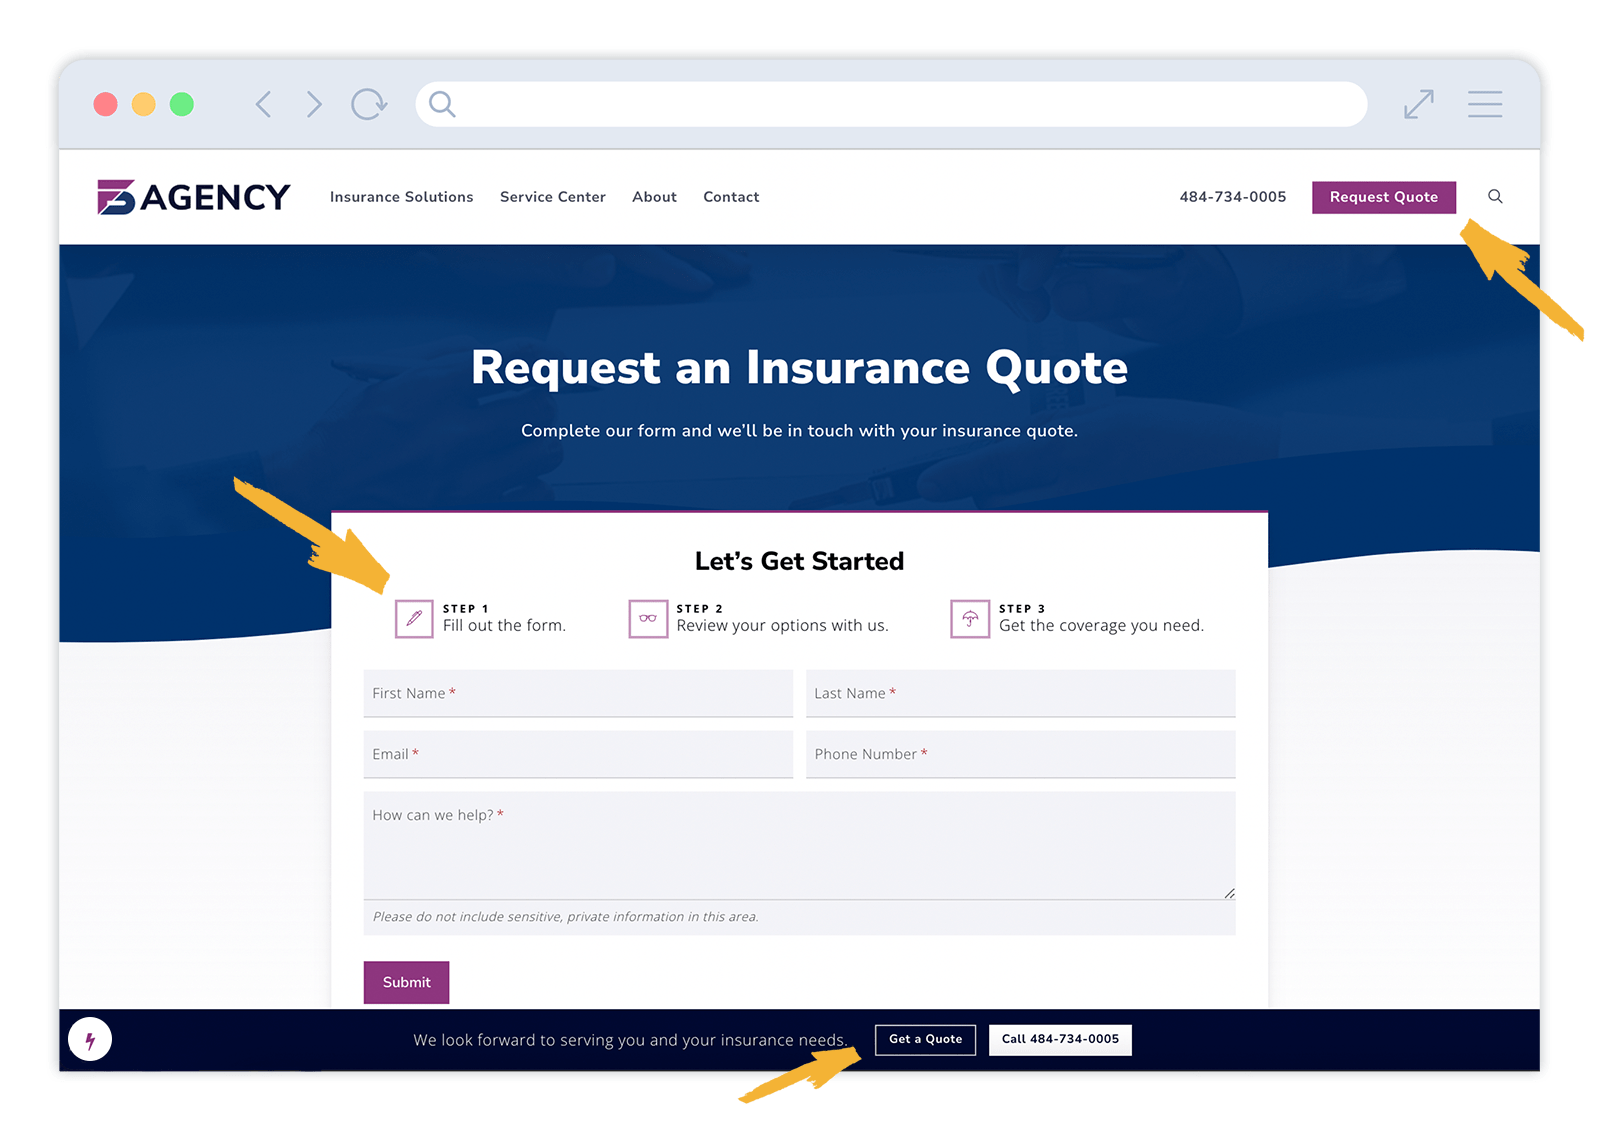 AGENCY
Insurance Solutions Service Center About Contact 484-734-0005 Request Quote
Request an Insurance Quote
Complete our form and we'll be in touch with your insurance quote.
Let's Get Started
STEP 1
Fill out the form.
STEP 2
Review your options with us.
STEP 3
Get the coverage you need.
First Name *
Last Name *
Email *
Phone Number *
How can we help? *
Please do not include sensitive, private information in this area.
Submit
We look forward to serving you and your insurance needs. Get a Quote Call 484-734-0005